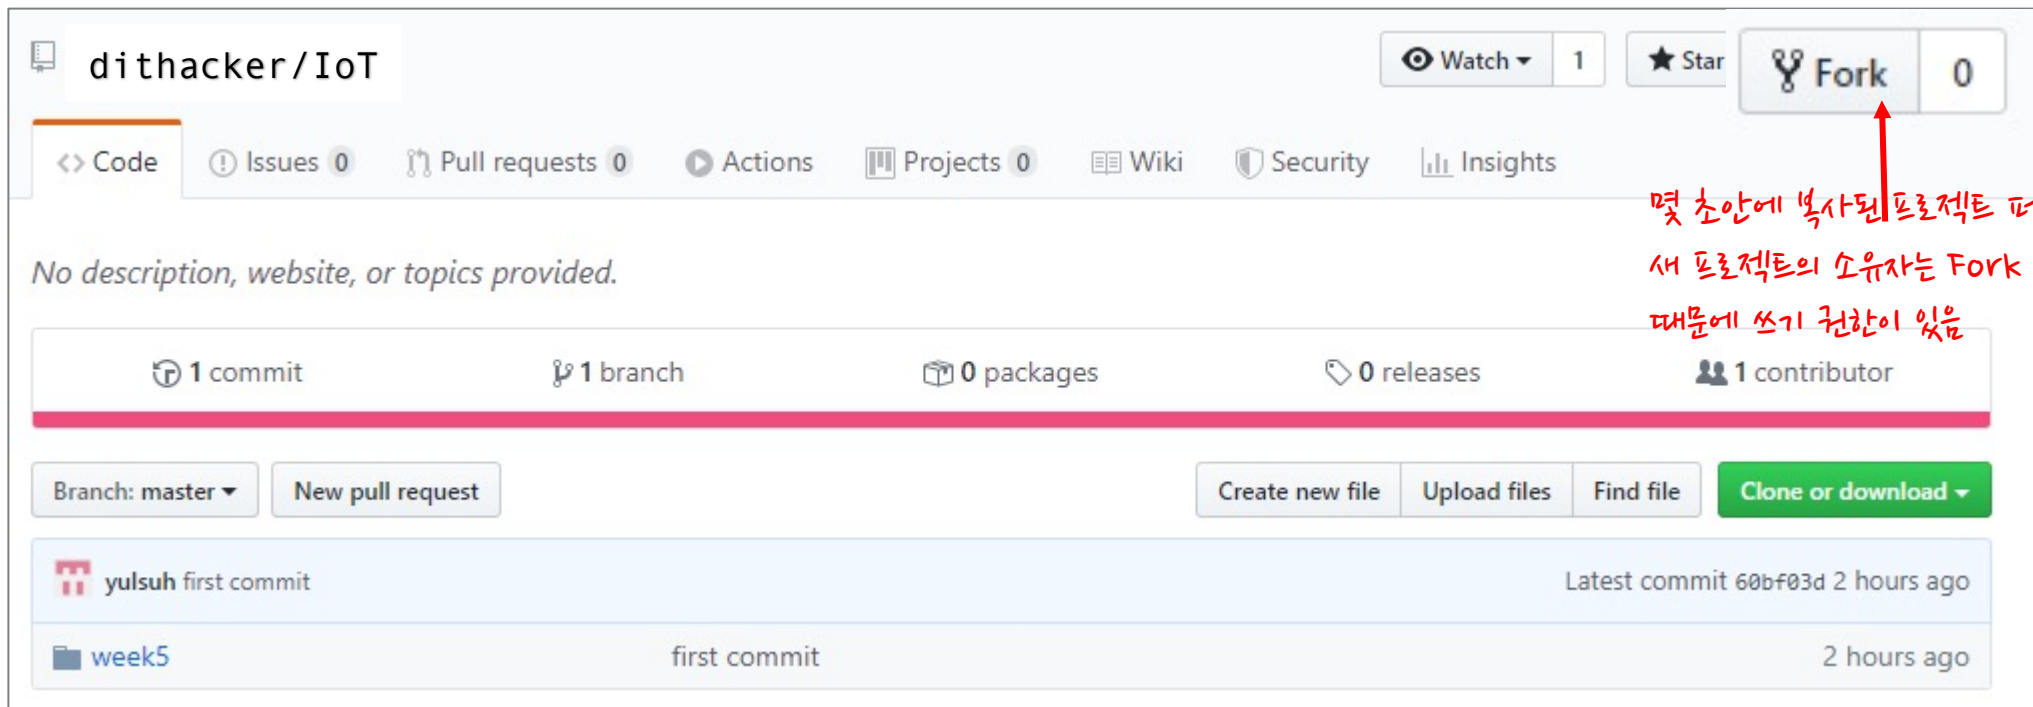 dithacker/IoT
Watch 1 Star Fork 0
Code Issues 0 Pull requests 0 Actions Projects 0 Wiki Security Insights
몇 초안에 복사된 프로젝트
새 프로젝트의 소유자는 Fork
때문에 쓰기 권한이 있음
No description, website, or topics provided.
1 commit 1 branch 0 packages 0 releases 1 contributor
Branch: master New pull request Create new file Upload files Find file Clone or download
yulsuh first commit Latest commit 60bf03d 2 hours ago
week5 first commit 2 hours ago